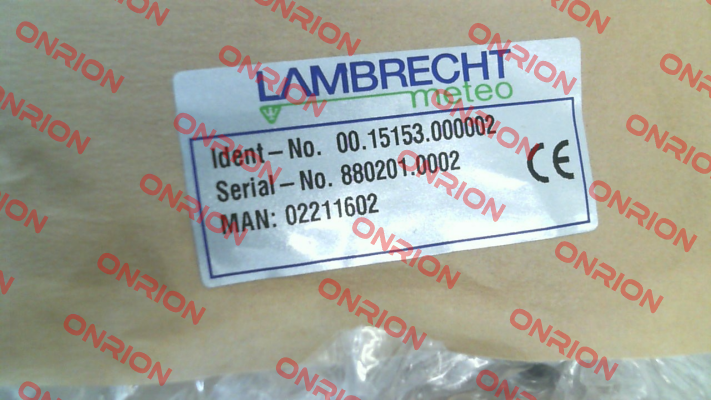 LAMBRECHT
meteo
Ident–No. 00.15153.000002
Serial–No. 880201.0002
MAN: 02211602
CE
ONRION